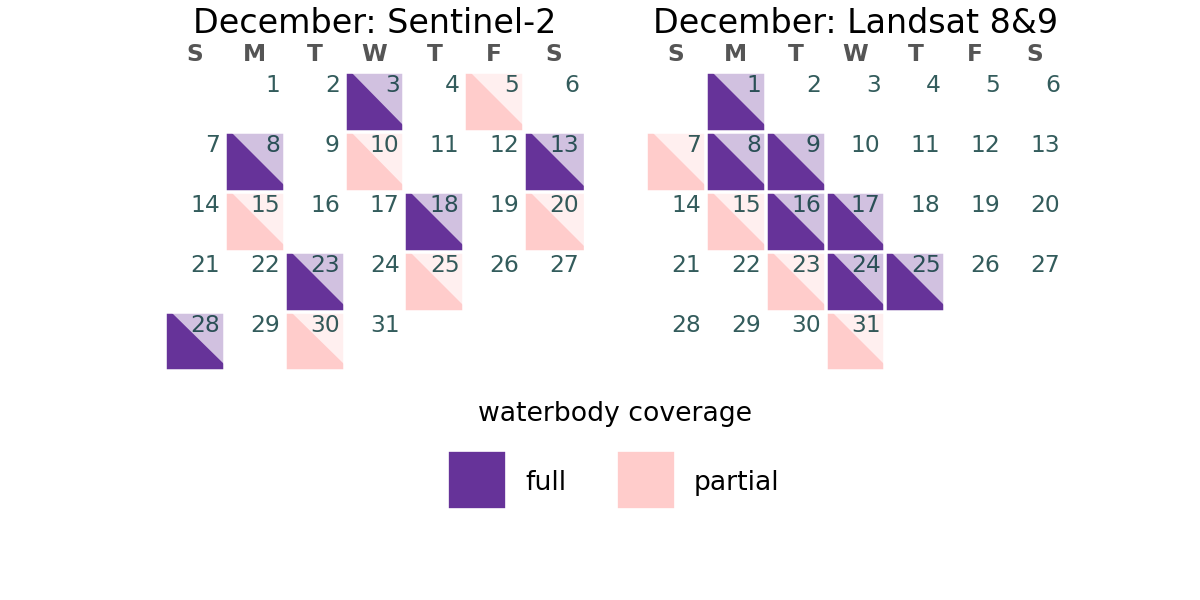 December: Sentinel-2
S M T W T F S
1 2 3 4 5 6
7 8 9 10 11 12 13
14 15 16 17 18 19 20
21 22 23 24 25 26 27
28 29 30 31
December: Landsat 8&9
S M T W T F S
1 2 3 4 5 6
7 8 9 10 11 12 13
14 15 16 17 18 19 20
21 22 23 24 25 26 27
28 29 30 31
waterbody coverage
full partial